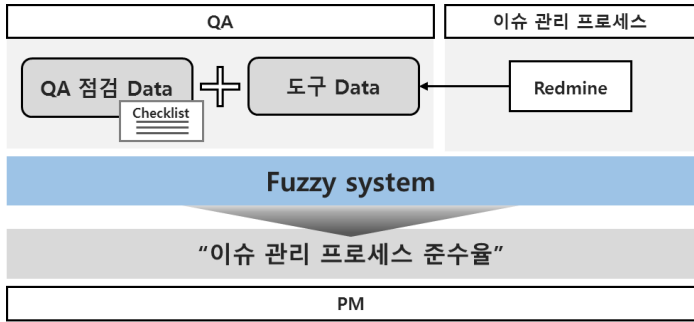 QA
이슈 관리 프로세스
QA 점검 Data
도구 Data
Redmine
Checklist
Fuzzy system
“이슈 관리 프로세스 준수율”
PM